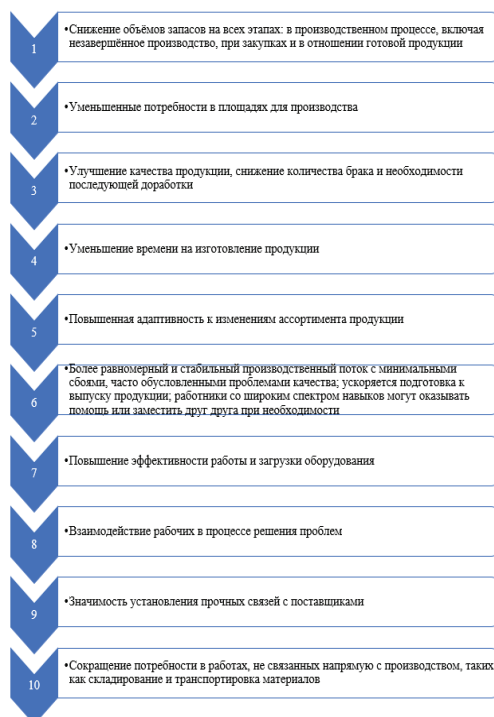 1
•Снижение объёмов запасов на всех этапах: в производственном процессе, включая
незавершённое производство, при закупках и в отношении готовой продукции
2
•Уменьшенные потребности в площадях для производства
3
•Улучшение качества продукции, снижение количества брака и необходимости
последующей доработки
4
•Уменьшение времени на изготовление продукции
5
•Повышенная адаптивность к изменениям ассортимента продукции
6
•Более равномерный и стабильный производственный поток с минимальными
сбоями, часто обусловленными проблемами качества; ускоряется подготовка к
выпуску продукции; работники со широким спектром навыков могут оказывать
помощь или заместить друг друга при необходимости
7
•Повышение эффективности работы и загрузки оборудования
8
•Взаимодействие рабочих в процессе решения проблем
9
•Значимость установления прочных связей с поставщиками
10
•Сокращение потребности в работах, не связанных напрямую с производством, таких
как складирование и транспортировка материалов